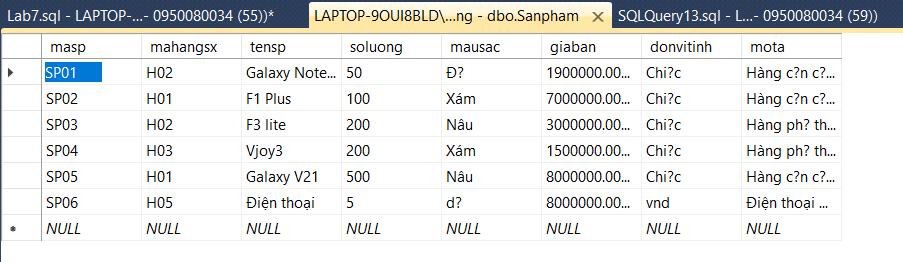 Lab7.sql - LAPTOP-...- 0950080034 (55))* LAPTOP-9OUI8BLD\...ng - dbo.Sanpham SQLQuery13.sql - L...- 0950080034 (59))
masp mahangsx tensp soluong mausac giaban donvitinh mota
SP01 H02 Galaxy Note... 50 Đ? 1900000.00... Chi?c Hàng c?n c?...
SP02 H01 F1 Plus 100 Xám 7000000.00... Chi?c Hàng c?n c?...
SP03 H02 F3 lite 200 Nâu 3000000.00... Chi?c Hàng ph? th...
SP04 H03 Vjoy3 200 Xám 1500000.00... Chi?c Hàng ph? th...
SP05 H01 Galaxy V21 500 Nâu 8000000.00... Chi?c Hàng c?n c?...
SP06 H05 Điện thoại 5 d? 8000000.00... vnd Điện thoại ...
NULL NULL NULL NULL NULL NULL NULL NULL